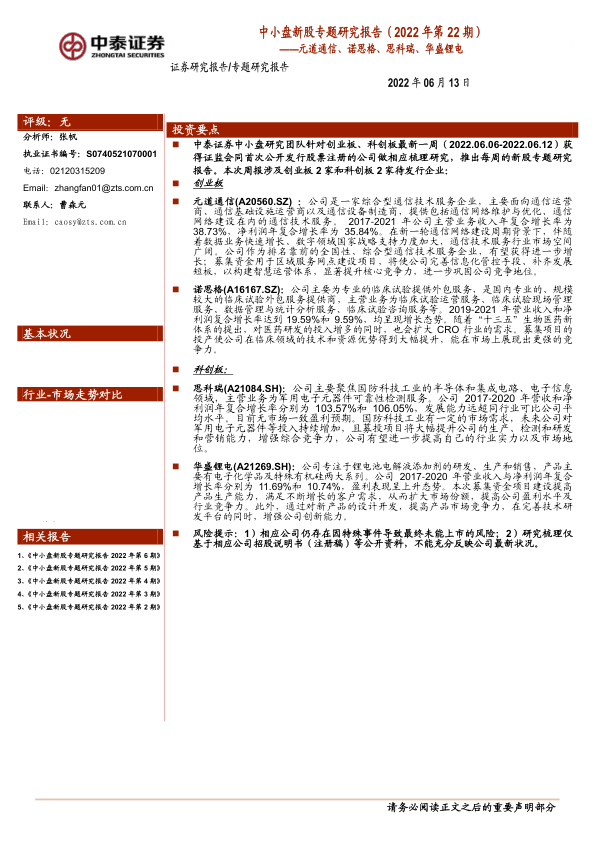 中泰证券
ZHONGTAI SECURITIES
中小盘新股专题研究报告（2022 年第 22 期）
——元道通信、诺思格、思科瑞、华盛锂电
证券研究报告/专题研究报告
2022 年 06 月 13 日
评级：无
分析师：张帆
执业证书编号：S0740521070001
电话：02120315209
Email：zhangfan01@zts.com.cn
联系人：曹森元
Email：caosy@zts.com.cn
基本状况
行业-市场走势对比
相关报告
1、《中小盘新股专题研究报告 2022 年第 6 期》
2、《中小盘新股专题研究报告 2022 年第 5 期》
3、《中小盘新股专题研究报告 2022 年第 4 期》
4、《中小盘新股专题研究报告 2022 年第 3 期》
5、《中小盘新股专题研究报告 2022 年第 2 期》
投资要点
■ 中泰证券中小盘研究团队针对创业板、科创板最新一周（2022.06.06-2022.06.12）获
得证监会同意首次公开发行股票注册的公司做相应梳理研究，推出每周的新股专题研究
报告。本次周报涉及创业板 2 家和科创板 2 家待发行企业：
■ 创业板
■ 元道通信(A20560.SZ) ：公司是一家综合型通信技术服务企业，主要面向通信运营
商、通信基础设施运营商以及通信设备制造商，提供包括通信网络维护与优化、通信
网络建设在内的通信技术服务。2017-2021 年公司主营业务收入年复合增长率为
38.73%，净利润年复合增长率为 35.84%。在新一轮通信网络建设周期背景下，伴随
着数据业务快速增长、数字领域国家战略支持力度加大，通信技术服务行业市场空间
广阔。公司作为排名靠前的全国性、综合型通信技术服务企业，有望获得进一步增
长；募集资金用于区域服务网点建设项目，将使公司完善信息化管控手段、补齐发展
短板，以构建智慧运营体系，显著提升核心竞争力，进一步巩固公司竞争地位。
■ 诺思格(A16167.SZ)：公司主要为专业的临床试验提供外包服务，是国内专业的、规模
较大的临床试验外包服务提供商，主营业务为临床试验运营服务、临床试验现场管理
服务、数据管理与统计分析服务、临床试验咨询服务等。2019-2021 年营业收入和净
利润复合增长率达到 19.59%和 9.59%，均呈现增长态势。随着“十三五”生物医药新
体系的提出，对医药研发的投入增多的同时，也会扩大 CRO 行业的需求。募集项目的
投产使公司在临床领域的技术和资源优势得到大幅提升，能在市场上展现出更强的竞
争力。
■ 科创板：
■ 思科瑞(A21084.SH)：公司主要聚焦国防科技工业的半导体和集成电路、电子信息
领域，主营业务为军用电子元器件可靠性检测服务。公司 2017-2020 年营收和净
利润年复合增长率分别为 103.57%和 106.05%，发展能力远超同行业可比公司平
均水平。目前无市场一致盈利预期。国防科技工业有一定的市场需求，未来公司对
军用电子元器件等投入持续增加，且募投项目将大幅提升公司的生产、检测和研发
和营销能力，增强综合竞争力，公司有望进一步提高自己的行业实力以及市场地
位。
■ 华盛锂电(A21269.SH)：公司专注于锂电池电解液添加剂的研发、生产和销售，产品主
要有电子化学品及特殊有机硅两大系列。公司 2017-2020 年营业收入与净利润年复合
增长率分别为 11.69%和 10.74%，盈利表现呈上升态势。本次募集资金项目建设提高
产品生产能力，满足不断增长的客户需求，从而扩大市场份额，提高公司盈利水平及
行业竞争力。此外，通过对新产品的设计开发，提高产品市场竞争力，在完善技术研
发平台的同时，增强公司创新能力。
■ 风险提示：1）相应公司仍存在因特殊事件导致最终未能上市的风险；2）研究梳理仅
基于相应公司招股说明书（注册稿）等公开资料，不能充分反映公司最新状况。
请务必阅读正文之后的重要声明部分